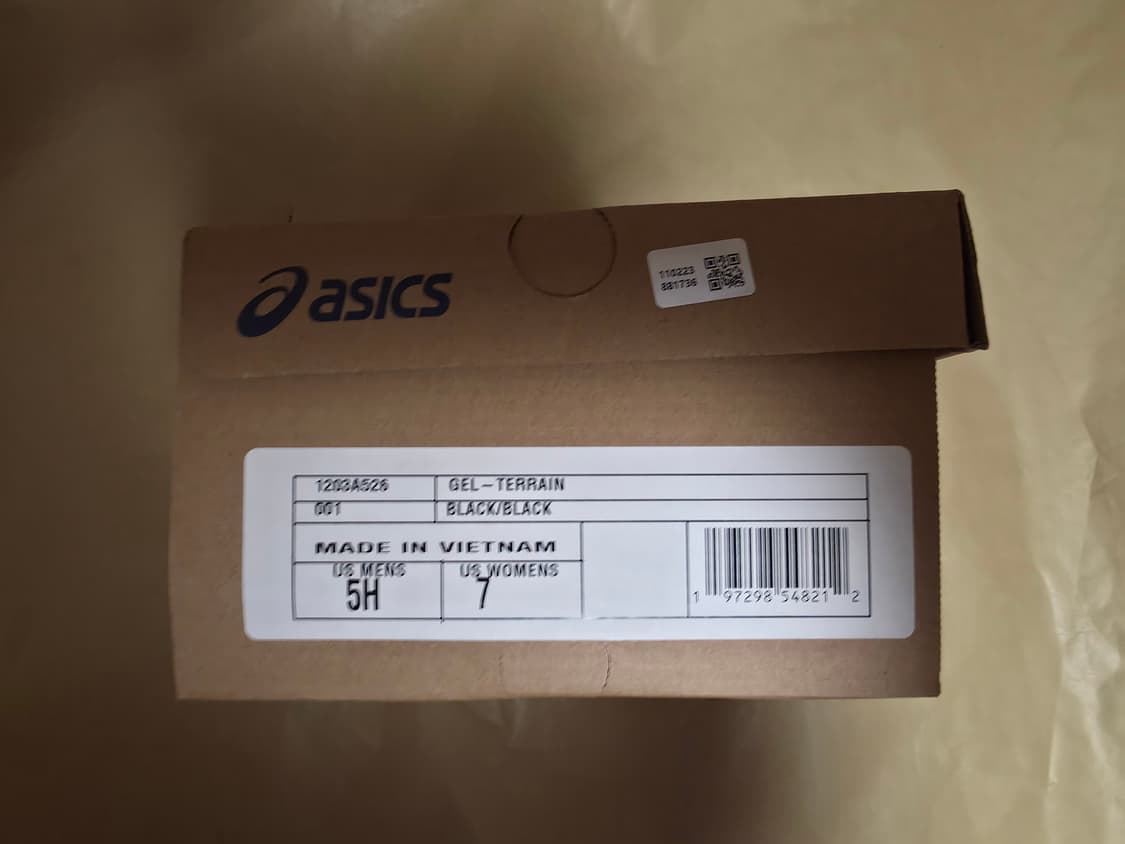 asics
110223
881736
1203A526 GEL-TERRAIN
001 BLACK/BLACK
MADE IN VIETNAM
US MENS US WOMENS
5H 7
1 97298 54821 2